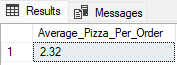 Results Messages
Average_Pizza_Per_Order
1 2.32